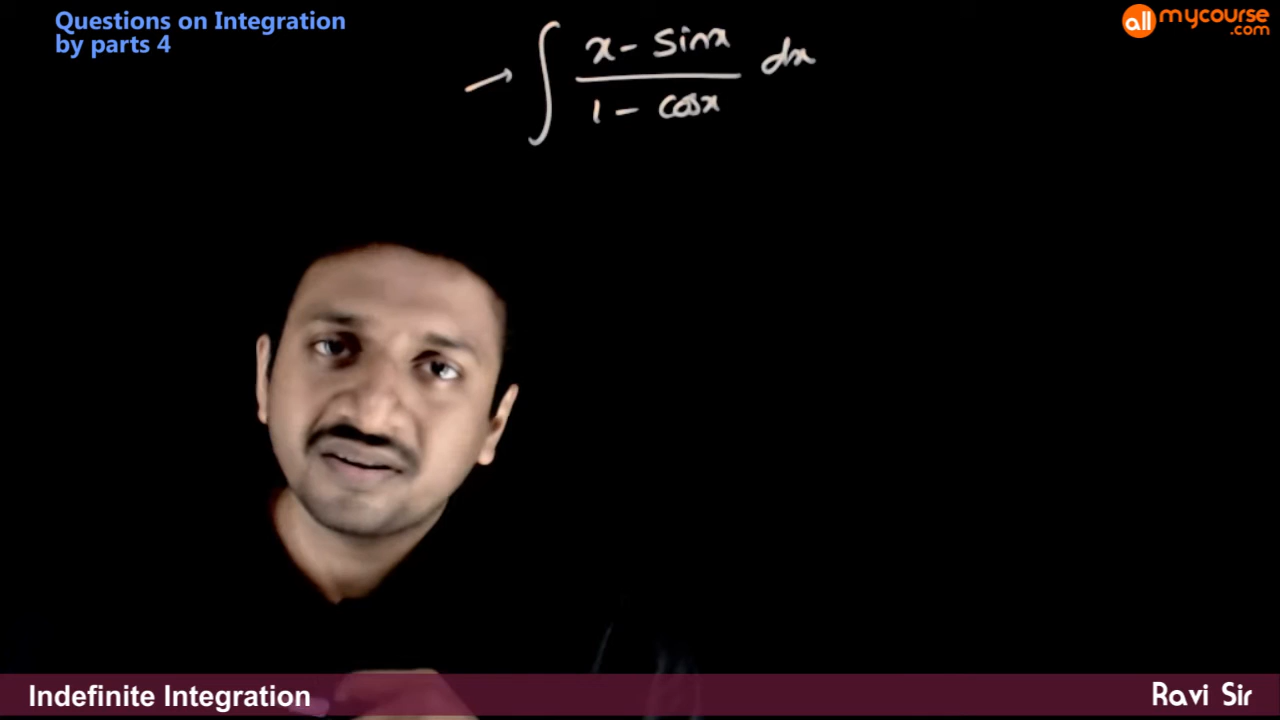 Questions on Integration
by parts 4
allmycourse
.com
→ ∫ (x - sinx)/(1 - cosx) dx
Indefinite Integration
Ravi Sir